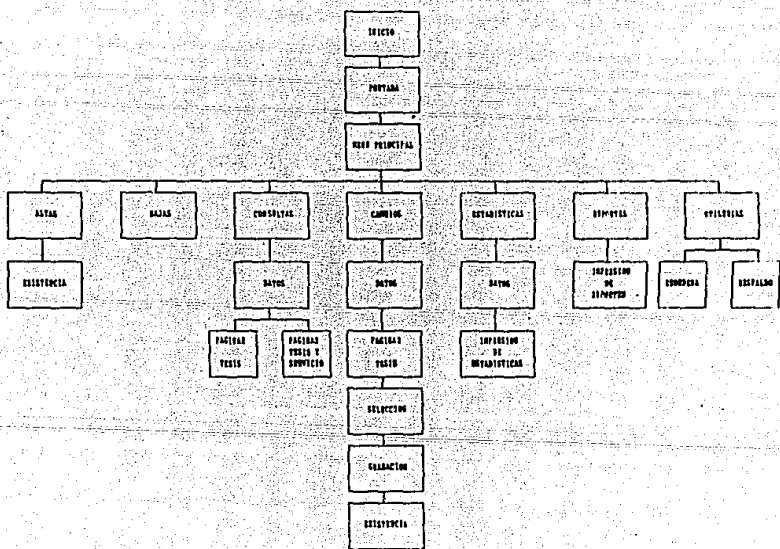 INICIO
PORTADA
MENU PRINCIPAL
ALTAS
BAJAS
CONSULTAS
CAMBIOS
ESTADISTICAS
REPORTES
UTILERIAS
EXISTENCIA
DATOS
DATOS
DATOS
IMPRESION
DE
REPORTES
RESPALDO
PAGINAS
TESIS
PAGINAS
TESIS Y
SERVICIO
PAGINAS
TESIS
IMPRESION
DE
ESTADISTICAS
SELECCION
GRABACION
EXISTENCIA